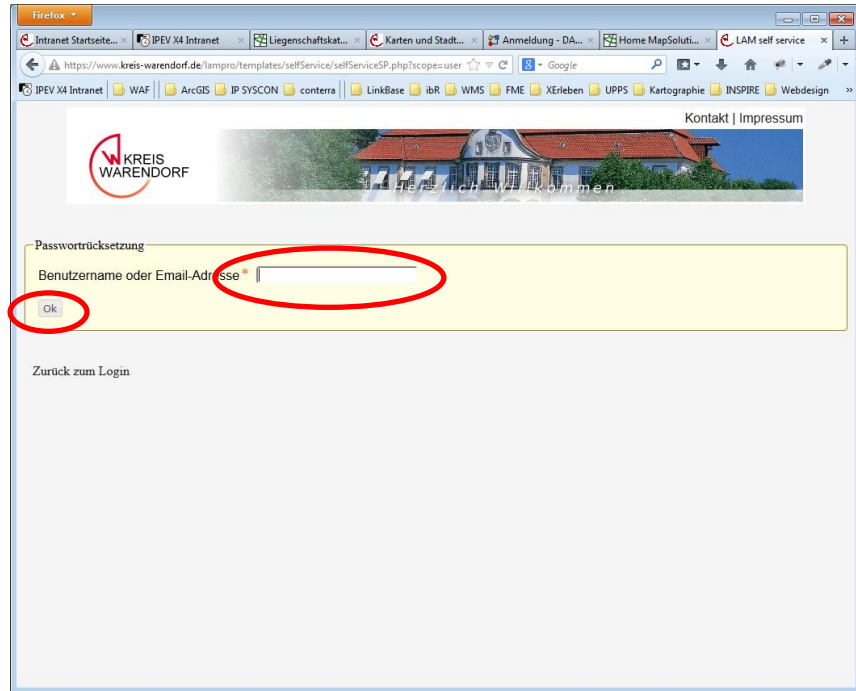 Firefox
Intranet Startseite...
IPEV X4 Intranet
Liegenschaftskat...
Karten und Stadt...
Anmeldung - DA...
Home MapSoluti...
LAM self service
https://www.kreis-warendorf.de/lampro/templates/selfService/selfServiceSP.php?scope=user
Google
IPEV X4 Intranet
WAF
ArcGIS
IP SYSCON
conterra
LinkBase
ibR
WMS
FME
XErleben
UPPS
Kartographie
INSPIRE
Webdesign
Kontakt | Impressum
KREIS
WARENDORF
Herzlich Willkommen
Passwortrücksetzung
Benutzername oder Email-Adresse *
Ok
Zurück zum Login